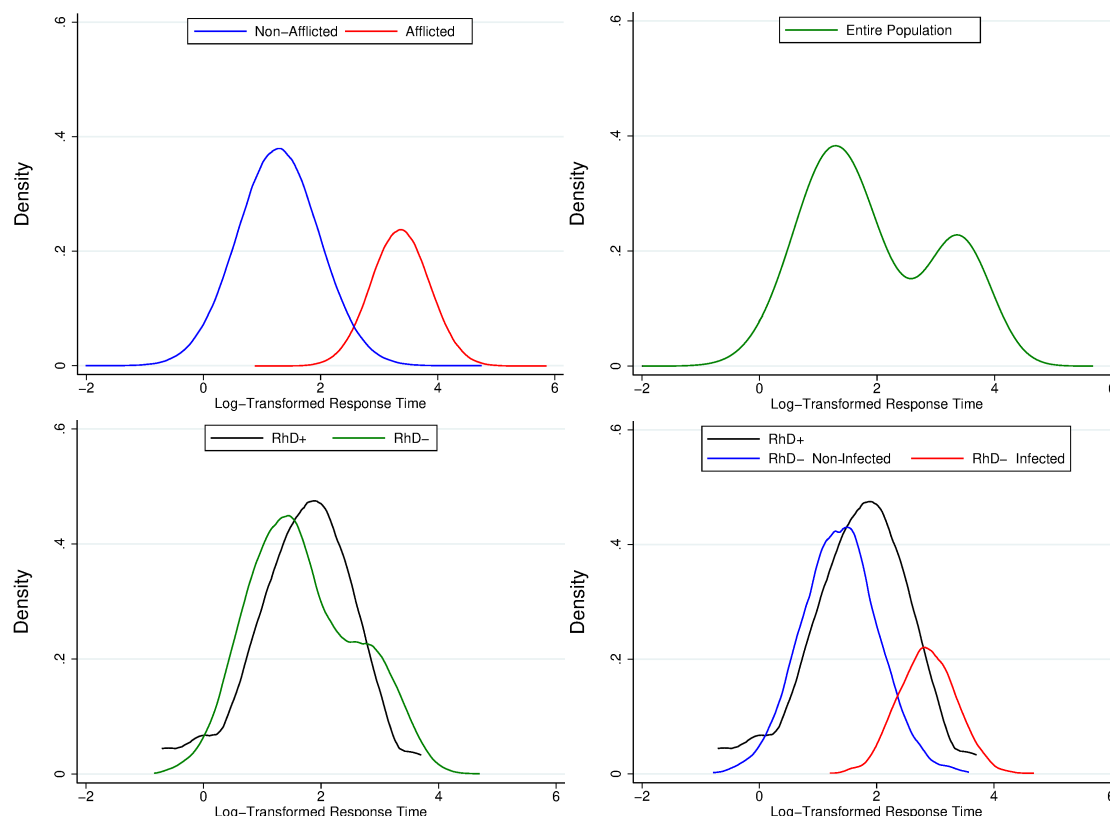 Non−Afflicted Afflicted
.6
.4
.2
0
Density
−2 0 2 4 6
Log−Transformed Response Time
Entire Population
.6
.4
.2
0
Density
−2 0 2 4 6
Log−Transformed Response Time
RhD+ RhD−
.6
.4
.2
0
Density
−2 0 2 4 6
Log−Transformed Response Time
RhD+
RhD− Non-Infected RhD− Infected
.6
.4
.2
0
Density
−2 0 2 4 6
Log−Transformed Response Time